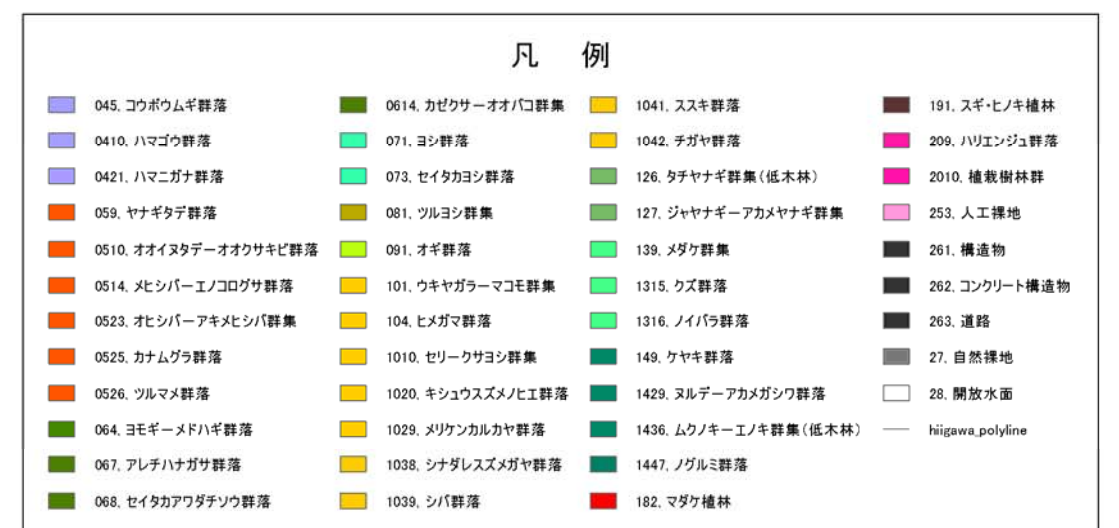 凡 例
045, コウボウムギ群落
0410, ハマゴウ群落
0421, ハマニガナ群落
059, ヤナギタデ群落
0510, オオイヌタデーオオクサキビ群落
0514, メヒシバーエノコログサ群落
0523, オヒシバーアキメヒシバ群集
0525, カナムグラ群落
0526, ツルマメ群落
064, ヨモギーメドハギ群落
067, アレチハナガサ群落
068, セイタカアワダチソウ群落
0614, カゼクサーオオバコ群集
071, ヨシ群落
073, セイタカヨシ群落
081, ツルヨシ群集
091, オギ群落
101, ウキヤガラーマコモ群集
104, ヒメガマ群落
1010, セリークサヨシ群集
1020, キシュウスズメノヒエ群落
1029, メリケンカルカヤ群落
1038, シナダレスズメガヤ群落
1039, シバ群落
1041, ススキ群落
1042, チガヤ群落
126, タチヤナギ群集(低木林)
127, ジャヤナギーアカメヤナギ群集
139, メダケ群集
1315, クズ群落
1316, ノイバラ群落
149, ケヤキ群落
1429, ヌルデーアカメガシワ群落
1436, ムクノキーエノキ群集(低木林)
1447, ノグルミ群落
182, マダケ植林
191, スギ・ヒノキ植林
209, ハリエンジュ群落
2010, 植栽樹林群
253, 人工裸地
261, 構造物
262, コンクリート構造物
263, 道路
27, 自然裸地
28, 開放水面
hiigawa_polyline